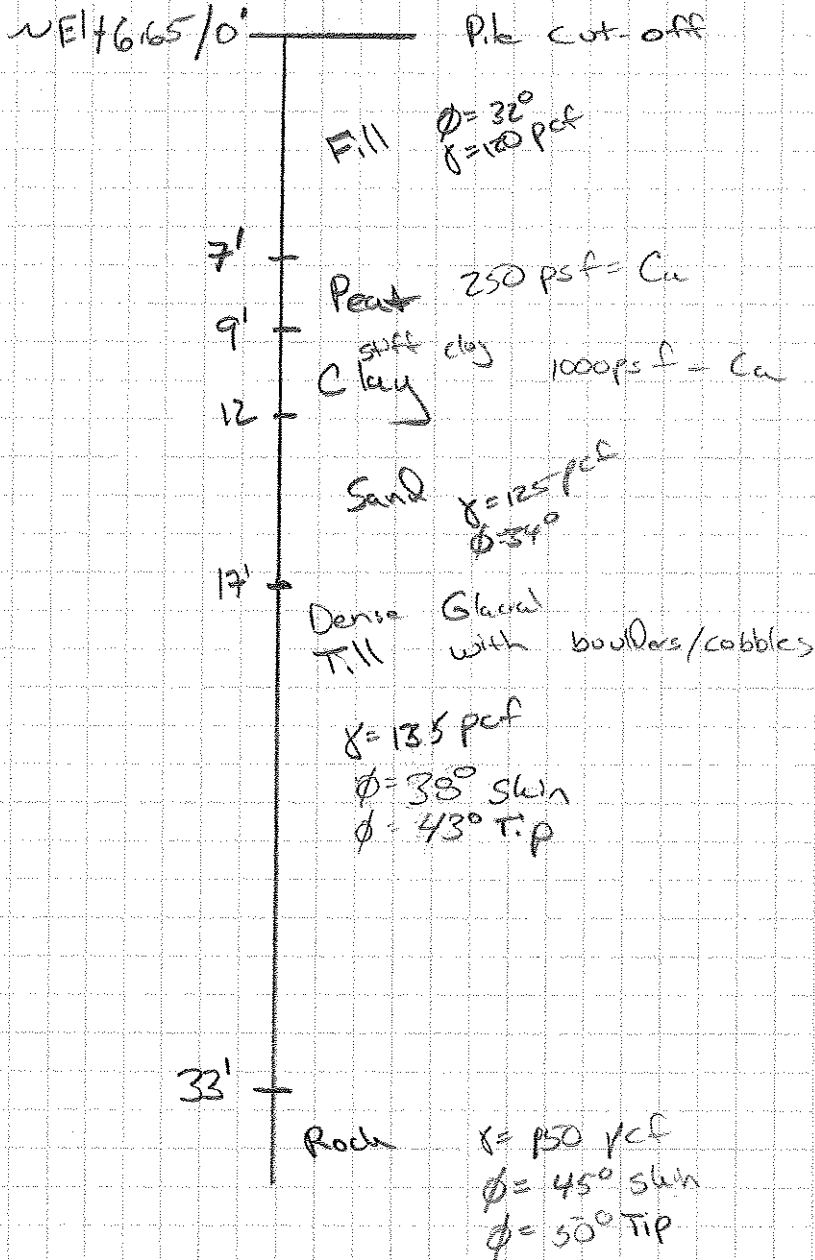 ~El+6.65/0' Pile cut-off
Fill φ=32°
γ=120 pcf
7'
Peat 250 psf= Cu
9'
stiff clay
Clay 1000psf = Cu
12
Sand γ=125 pcf
φ=34°
17'
Dense Glacial
Till with boulders/cobbles
γ=135 pcf
φ=38° Skin
φ=43° Tip
33'
Rock γ=150 pcf
φ=45° Skin
φ=50° Tip